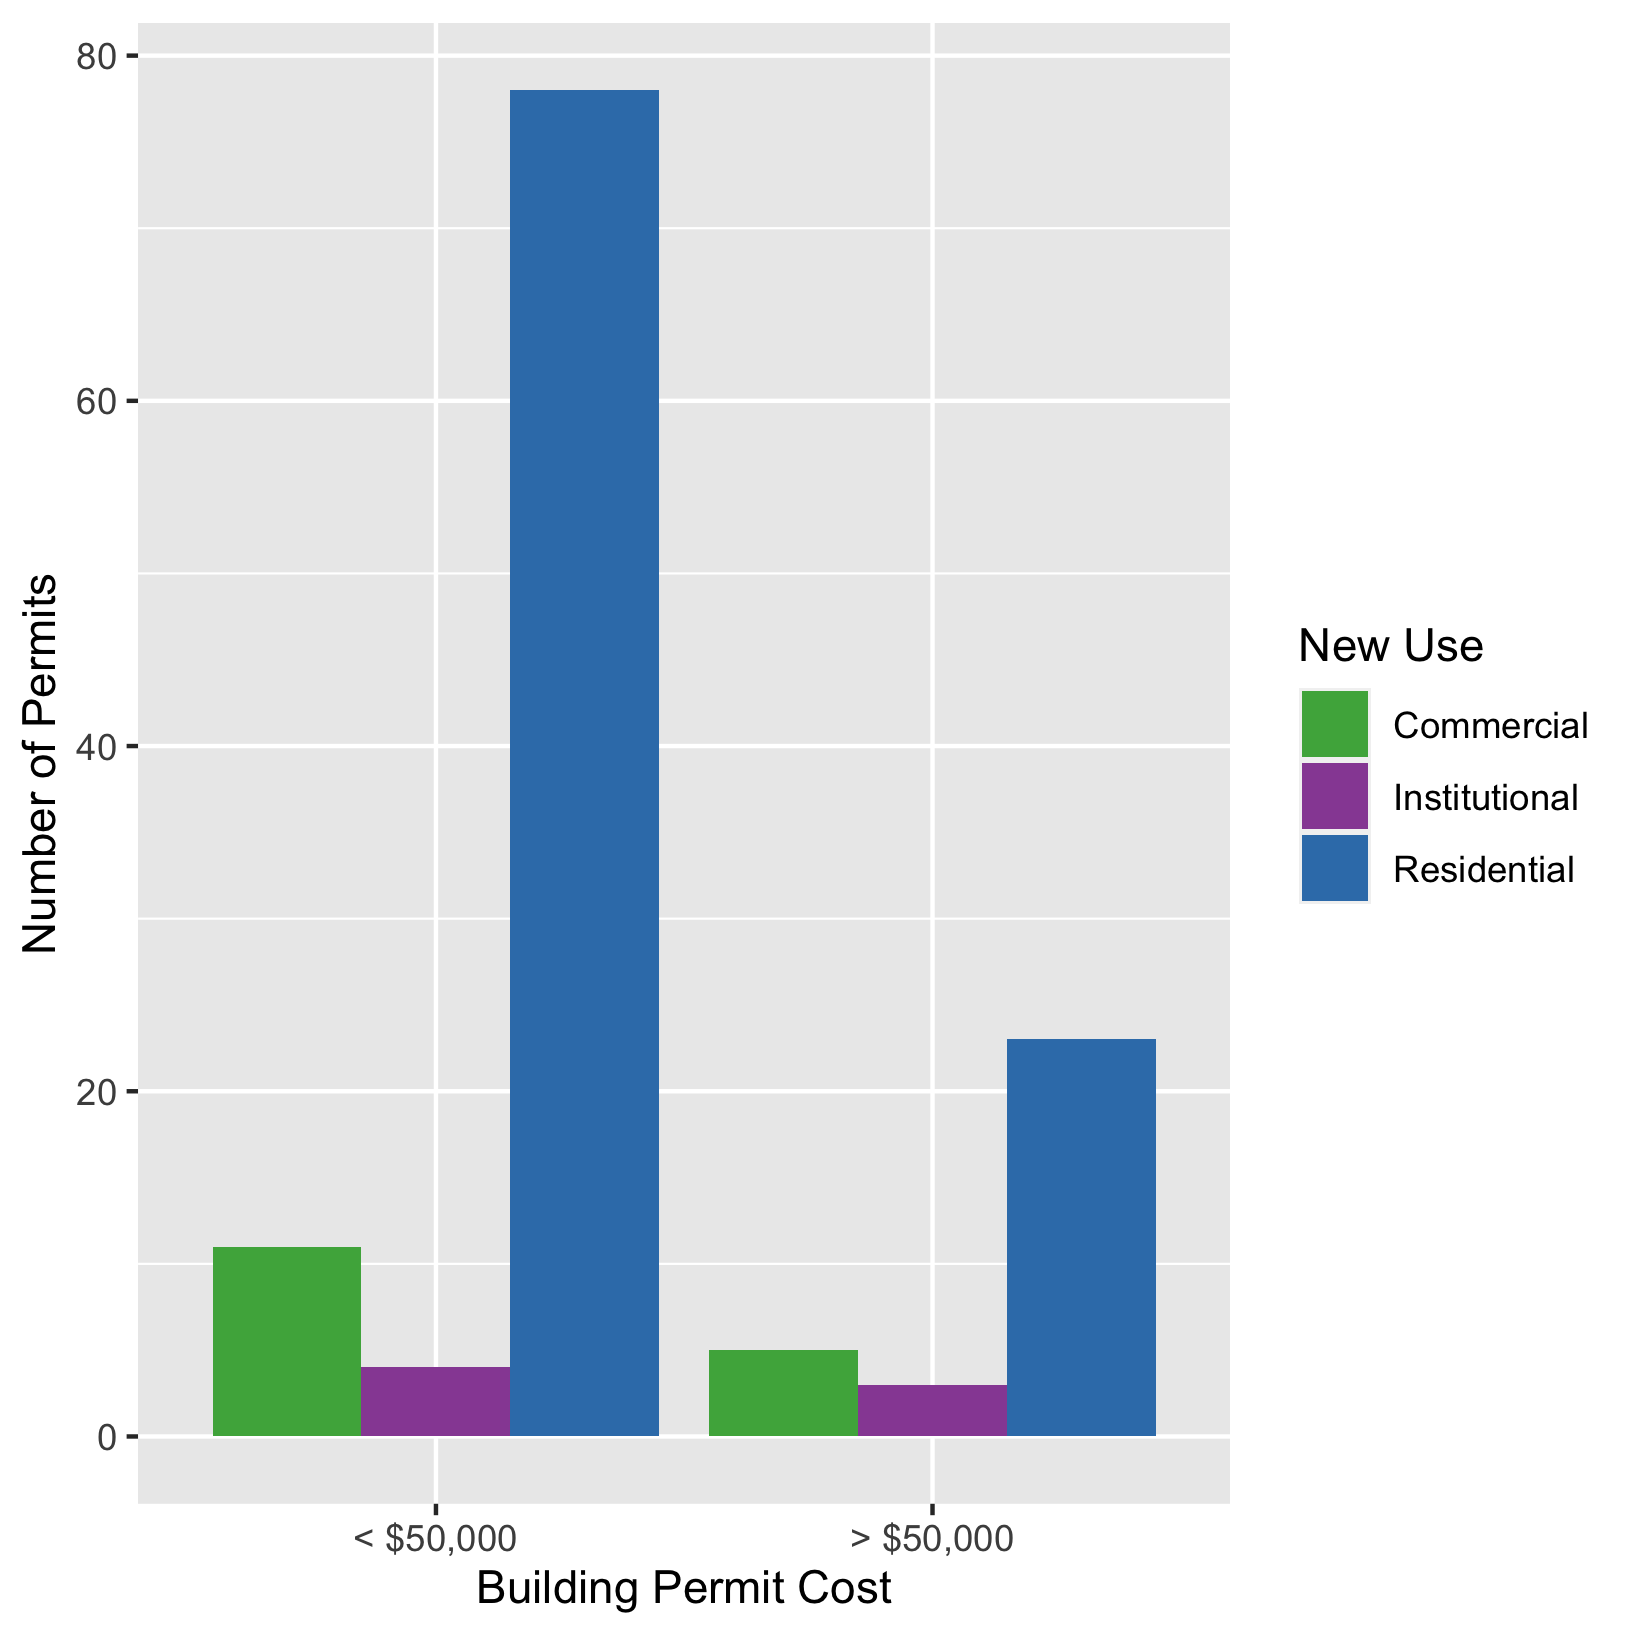 80
60
40
20
0
Number of Permits
< $50,000
> $50,000
Building Permit Cost
New Use
Commercial
Institutional
Residential